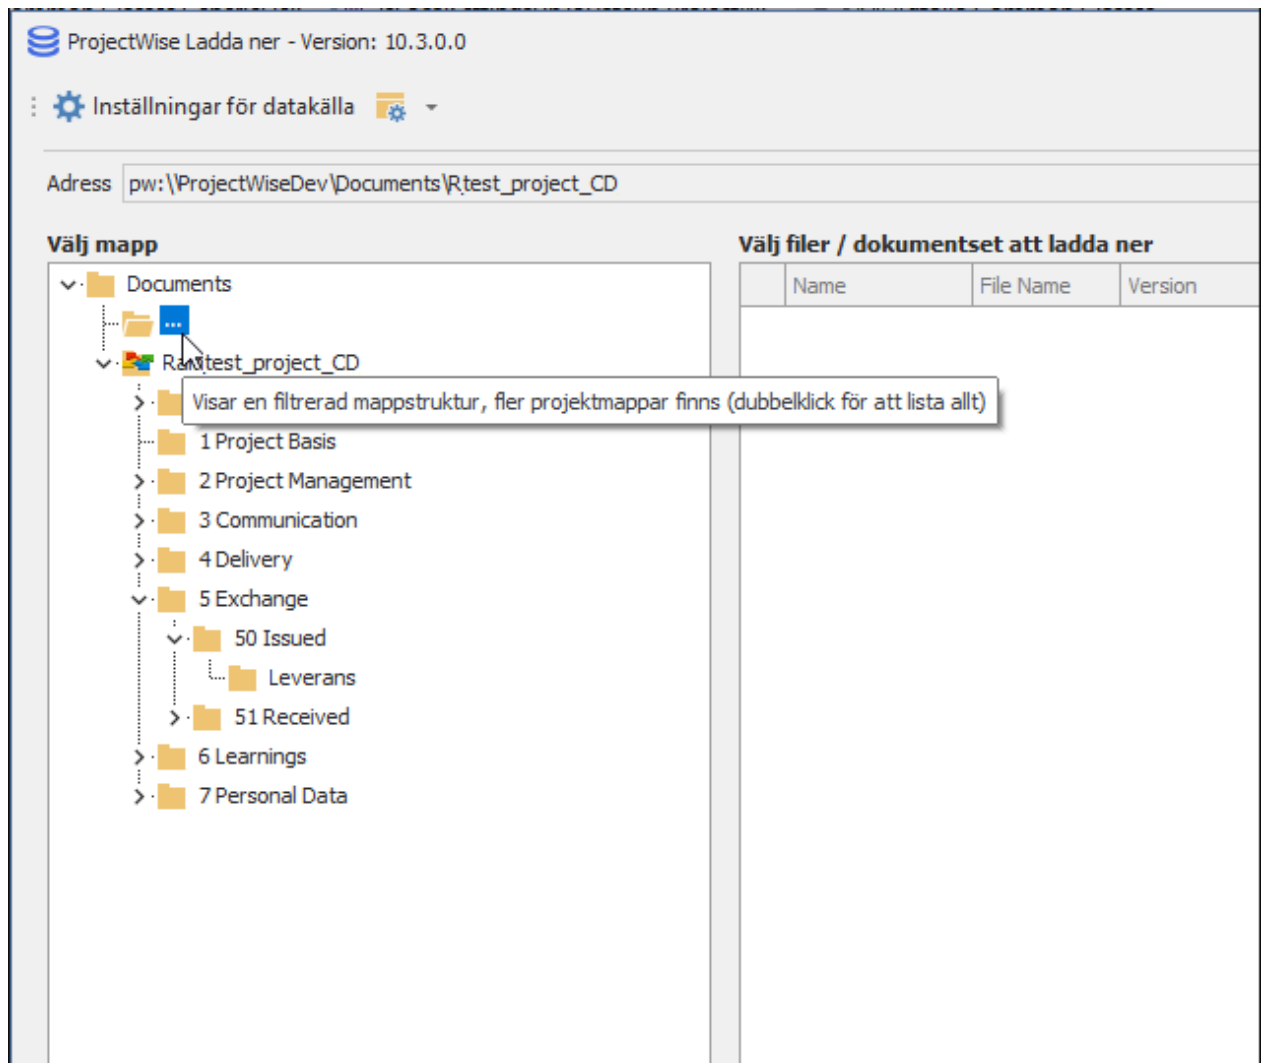 ProjectWise Ladda ner - Version: 10.3.0.0
Inställningar för datakälla
Adress pw:\\ProjectWiseDev\Documents\Rtest_project_CD
Välj mapp
Välj filer / dokumentset att ladda ner
Name File Name Version
Documents
...
test_project_CD
Visar en filtrerad mappstruktur, fler projektmappar finns (dubbelklick för att lista allt)
1 Project Basis
2 Project Management
3 Communication
4 Delivery
5 Exchange
50 Issued
Leverans
51 Received
6 Learnings
7 Personal Data